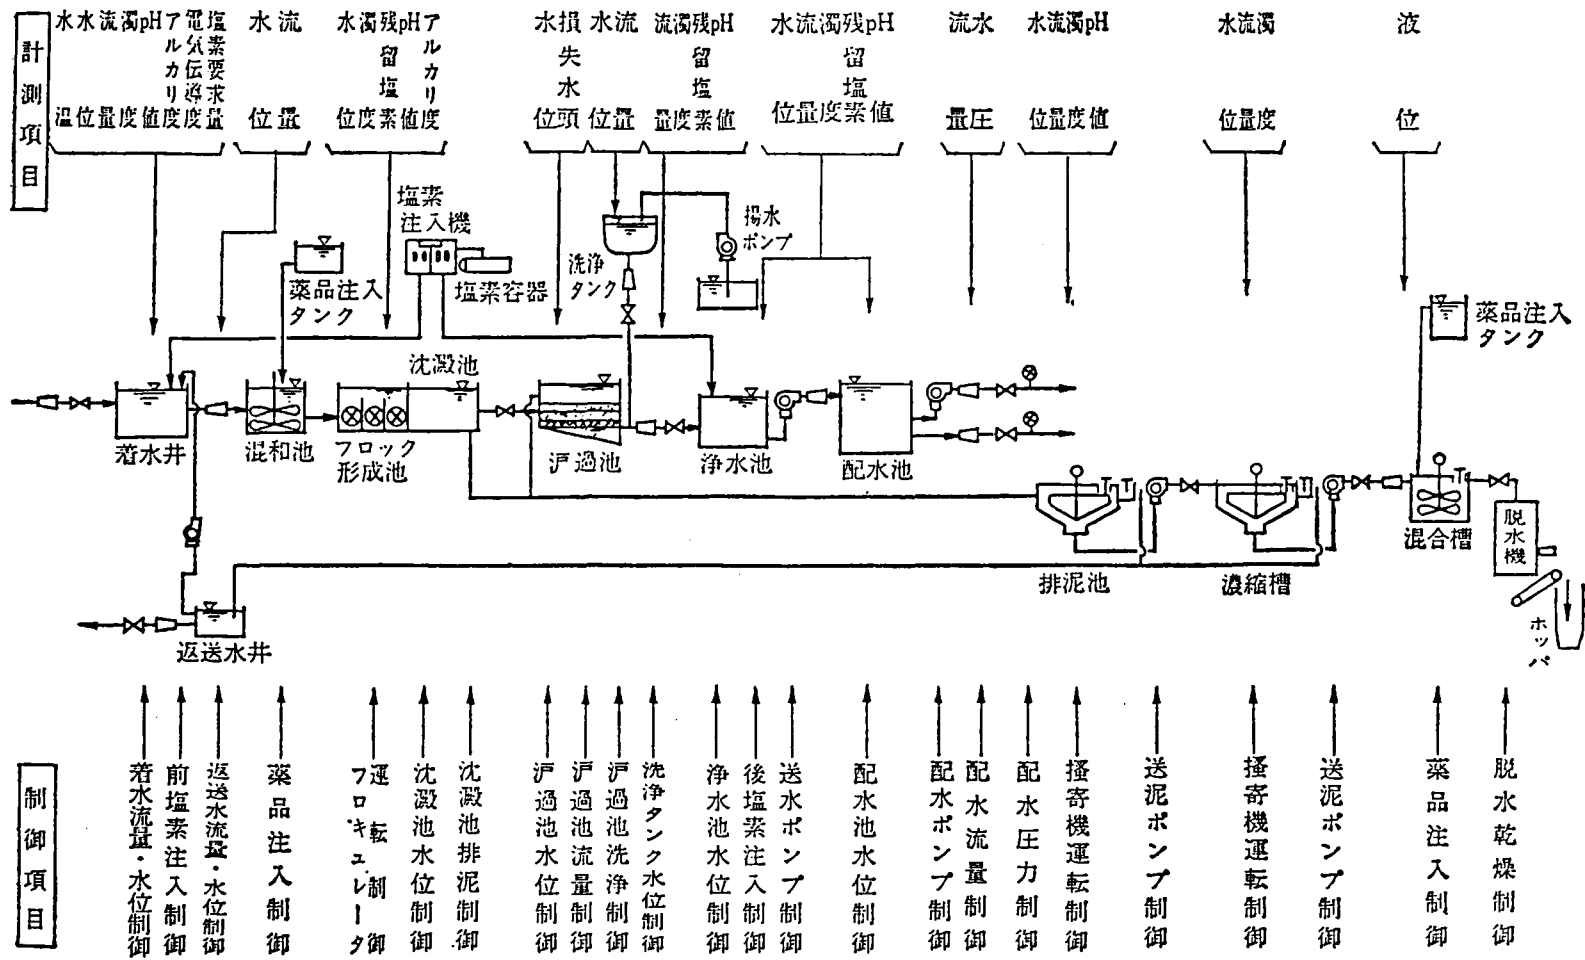 計測項目
水温
水位
流量
濁度
pH値
アルカリ度
電気伝導度
塩素要求量
水位
流量
水位
濁度
残留塩素
pH値
アルカリ度
水位
損失水頭
水位
流量
流量
濁度
残留塩素
pH値
水位
流量
濁度
残留塩素
pH値
流量
水圧
水位
流量
濁度
pH値
水位
流量
濁度
液位
塩素
注入機
塩素容器
薬品注入
タンク
洗浄
タンク
揚水
ポンプ
薬品注入
タンク
沈澱池
着水井
混和池
フロック
形成池
沪過池
浄水池
配水池
返送水井
排泥池
濃縮槽
混合槽
脱水機
ホッパ
制御項目
着水流量・水位制御
前塩素注入制御
返送水流量・水位制御
薬品注入制御
フロキュレータ
運転制御
沈澱池水位制御
沈澱池排泥制御
沪過池水位制御
沪過池流量制御
沪過池洗浄制御
洗浄タンク水位制御
浄水池水位制御
後塩素注入制御
送水ポンプ制御
配水池水位制御
配水ポンプ制御
配水流量制御
配水圧力制御
掻寄機運転制御
送泥ポンプ制御
掻寄機運転制御
送泥ポンプ制御
薬品注入制御
脱水乾燥制御